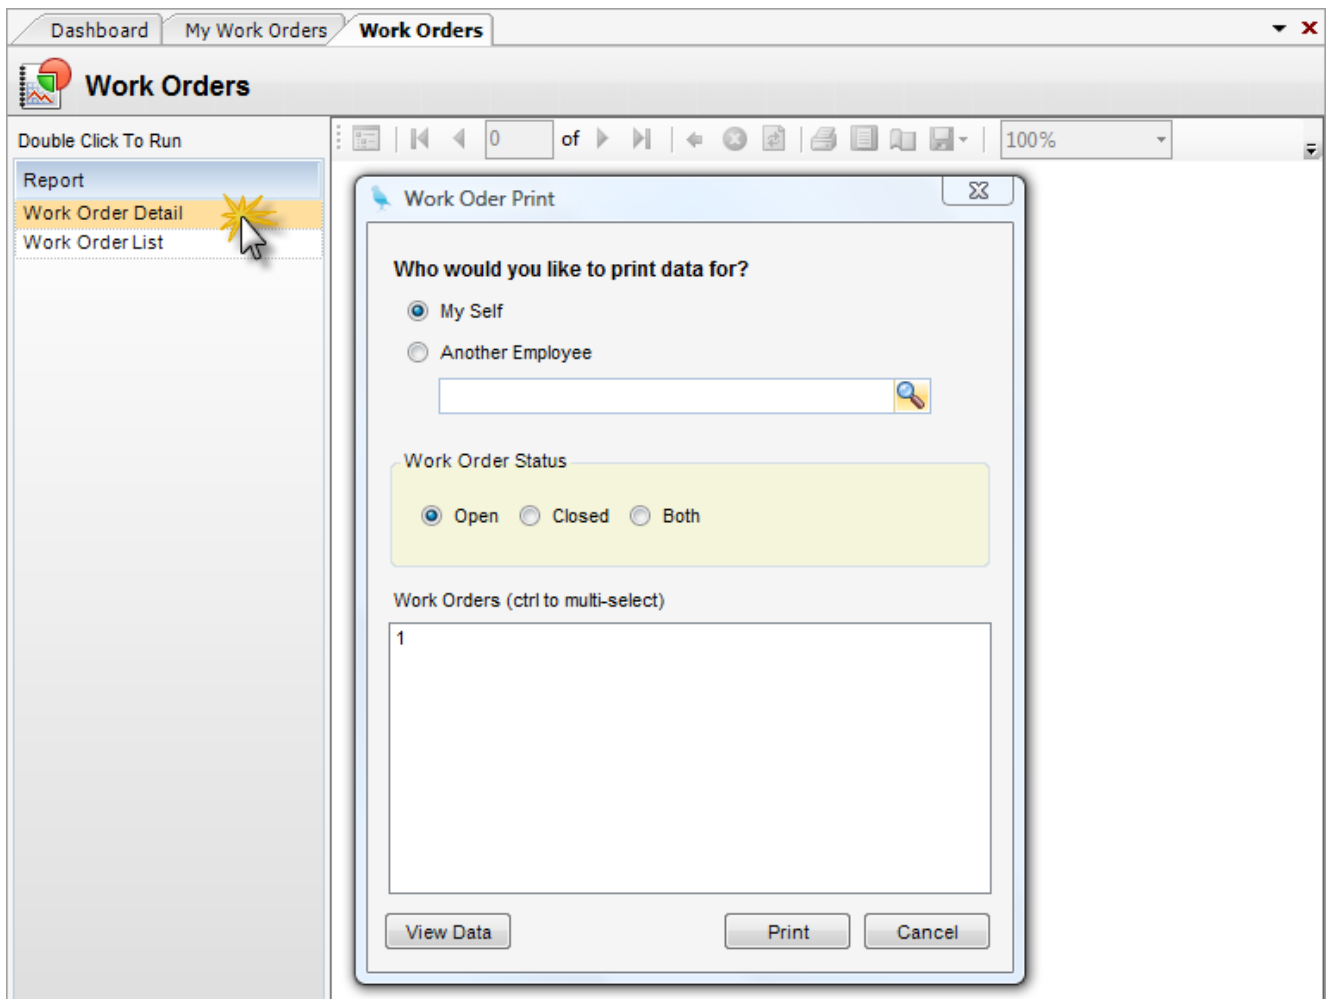 Dashboard My Work Orders Work Orders
Work Orders
Double Click To Run
0 of 100%
Report
Work Order Detail
Work Order List
Work Oder Print
Who would you like to print data for?
My Self
Another Employee
Work Order Status
Open Closed Both
Work Orders (ctrl to multi-select)
1
View Data Print Cancel